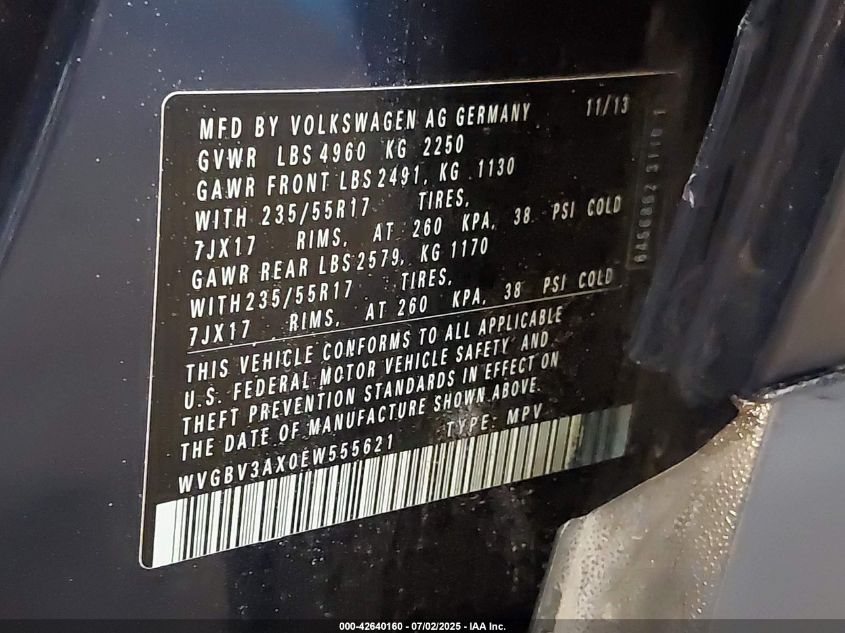 MFD BY VOLKSWAGEN AG GERMANY 11/13
GVWR LBS 4960 KG 2250
GAWR FRONT LBS 2491, KG 1130
WITH 235/55R17 TIRES,
7JX17 RIMS, AT 260 KPA, 38 PSI COLD
GAWR REAR LBS 2579, KG 1170
WITH 235/55R17 TIRES,
7JX17 RIMS, AT 260 KPA, 38 PSI COLD
THIS VEHICLE CONFORMS TO ALL APPLICABLE
U.S. FEDERAL MOTOR VEHICLE SAFETY AND
THEFT PREVENTION STANDARDS IN EFFECT ON
THE DATE OF MANUFACTURE SHOWN ABOVE.
WVGBV3AX0EW555621 TYPE: MPV
000-42640160 - 07/02/2025 - IAA Inc.